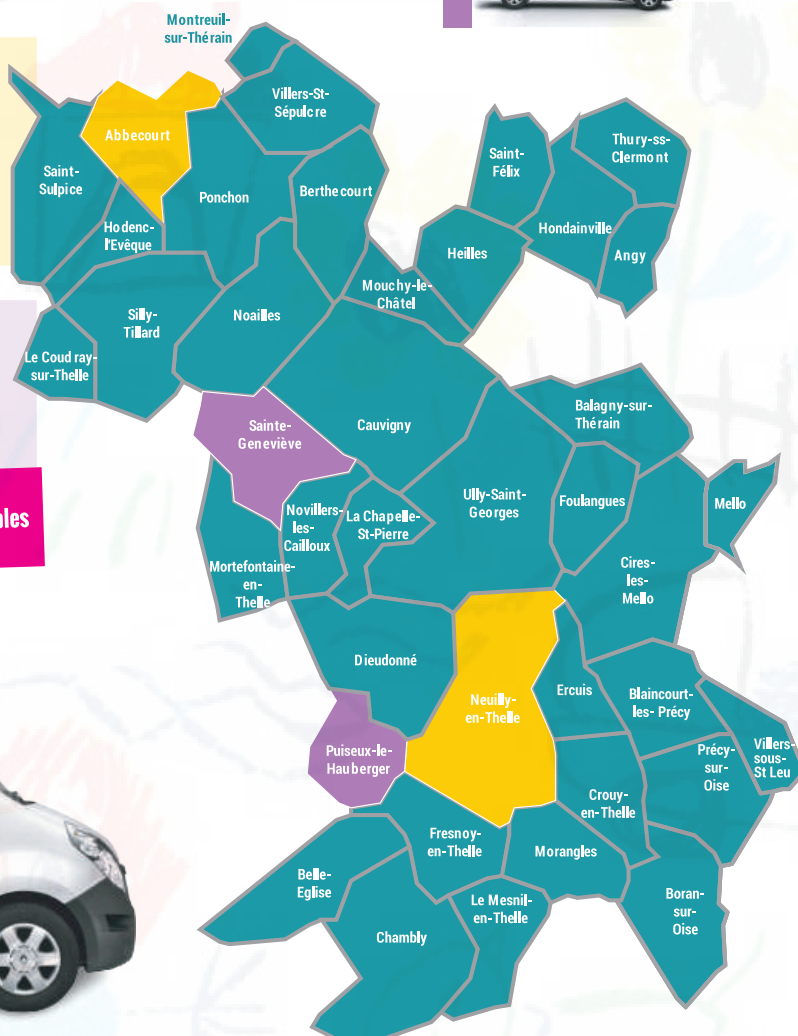 Montreuil-
sur-Thérain
Villers-St-
Sépulcre
Abbecourt
Thury-ss-
Clermont
Saint-
Félix
Saint-
Sulpice
Ponchon
Berthecourt
Hondainville
Hodenc-
l'Evêque
Heilles
Angy
Mouchy-le-
Châtel
Silly-
Tillard
Noailles
Le Coudray-
sur-Thelle
Sainte-
Geneviève
Cauvigny
Balagny-sur-
Thérain
Ully-Saint-
Georges
Foulangues
Mello
Novillers-
les-
Cailloux
La Chapelle-
St-Pierre
Mortefontaine-
en-
Thelle
Cires-
les-
Mello
Dieudonné
Neuilly-
en-Thelle
Ercuis
Blaincourt-
les- Précy
Puiseux-le-
Hauberger
Précy-
sur-
Oise
Villers-
sous-
St Leu
Crouy-
en-Thelle
Fresnoy-
en-Thelle
Morangles
Belle-
Eglise
Le Mesnil-
en-Thelle
Boran-
sur-
Oise
Chambly